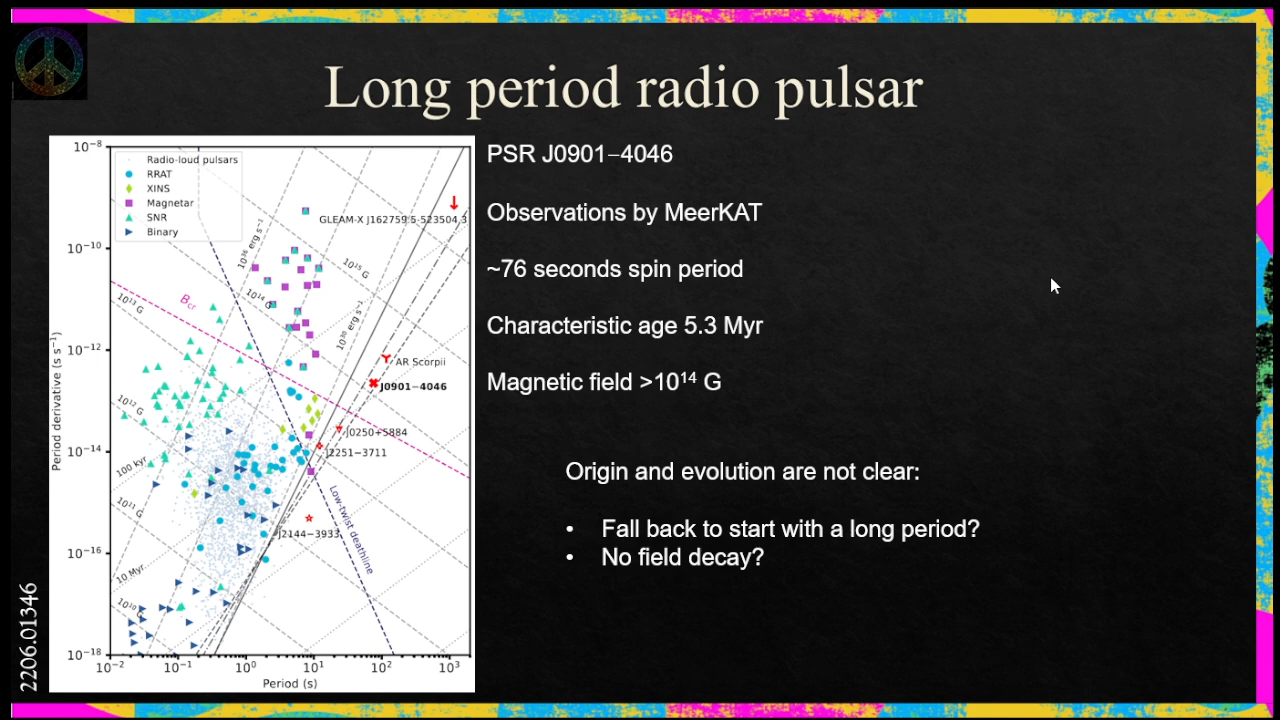 Long period radio pulsar
PSR J0901−4046
Observations by MeerKAT
~76 seconds spin period
Characteristic age 5.3 Myr
Magnetic field >10¹⁴ G
Origin and evolution are not clear:
• Fall back to start with a long period?
• No field decay?
2206.01346
Radio-loud pulsars
RRAT
XINS
Magnetar
SNR
Binary
GLEAM-X J162759.5-523504.3
10³⁶ erg s⁻¹
10¹⁵ G
10¹⁴ G
10¹³ G
B_cr
10³⁰ erg s⁻¹
AR Scorpii
J0901−4046
10¹² G
J0250+5884
J2251−3711
100 kyr
10¹¹ G
Low-twist deathline
J2144−3933
10 Myr
10¹⁰ G
10⁻⁸
10⁻¹⁰
10⁻¹²
10⁻¹⁴
10⁻¹⁶
10⁻¹⁸
Period derivative (s s⁻¹)
10⁻² 10⁻¹ 10⁰ 10¹ 10² 10³
Period (s)